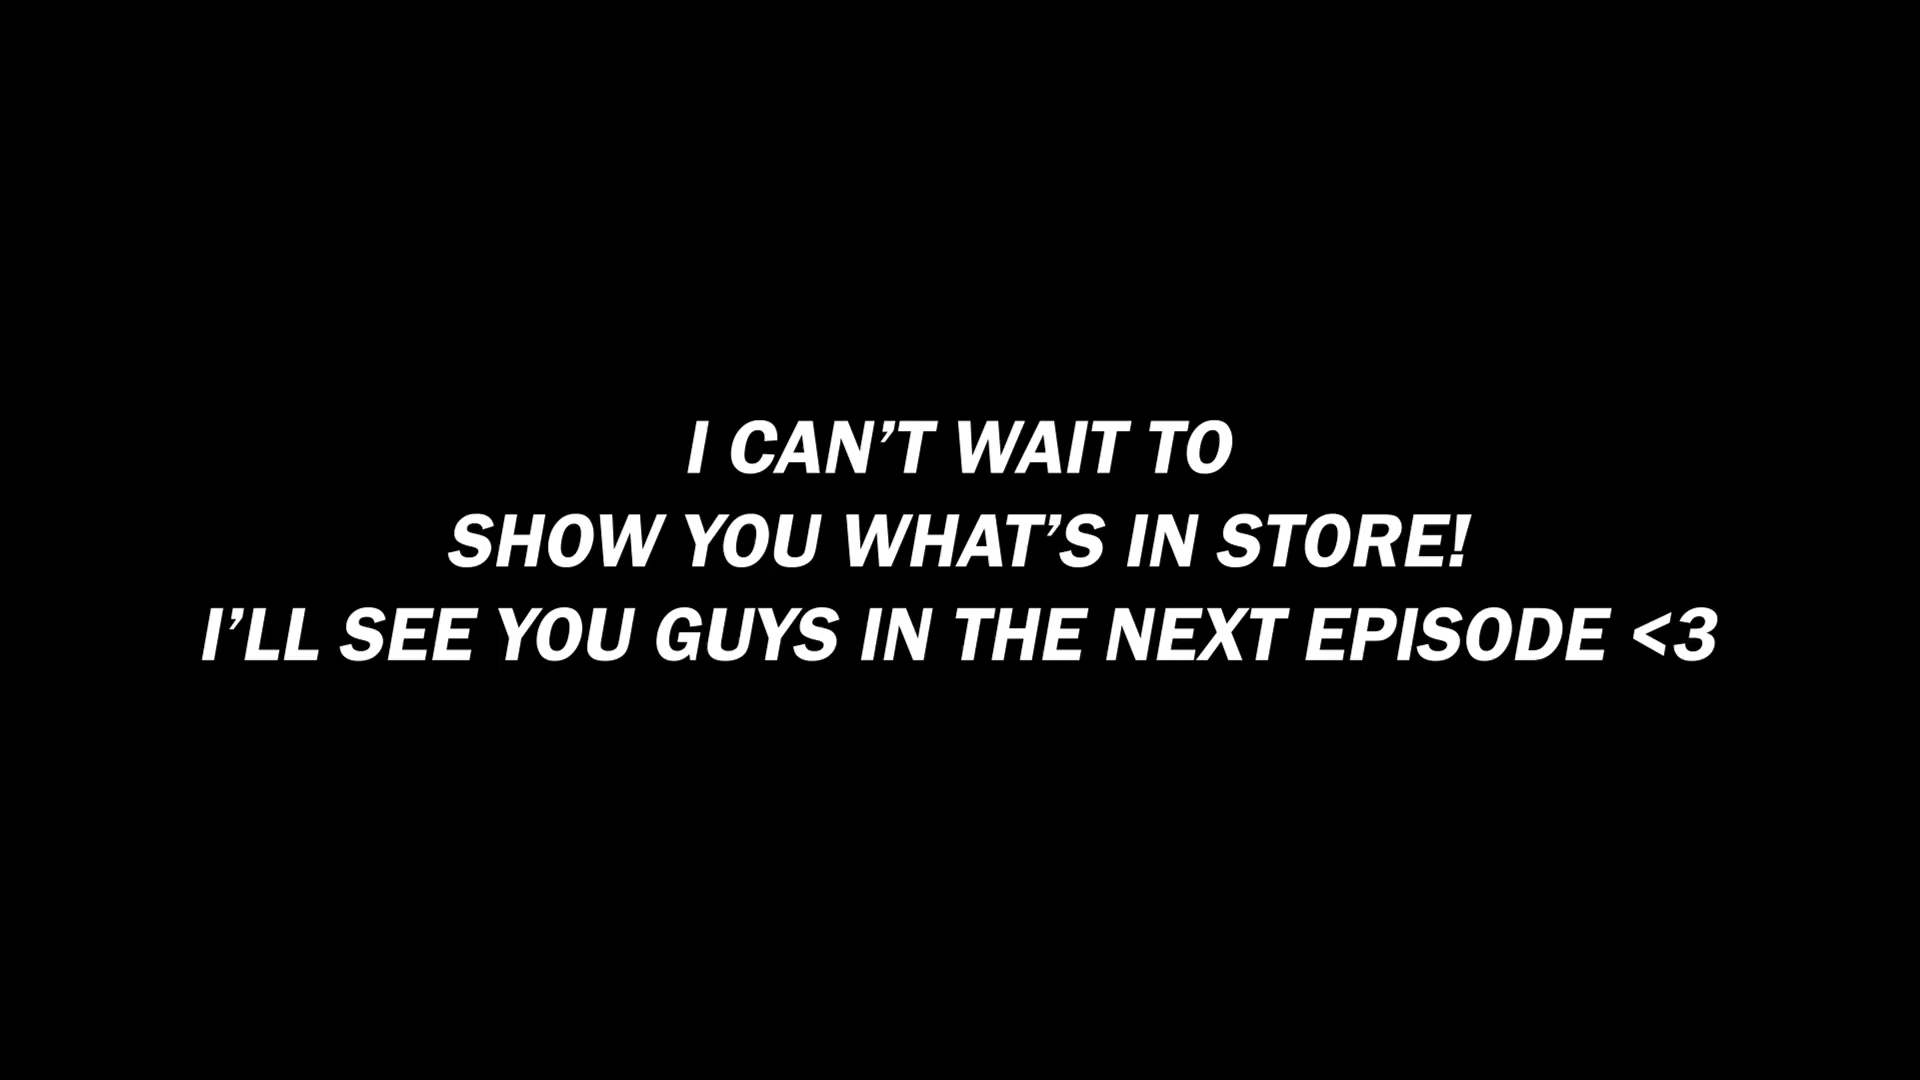 I CAN’T WAIT TO
SHOW YOU WHAT’S IN STORE!
I’LL SEE YOU GUYS IN THE NEXT EPISODE <3